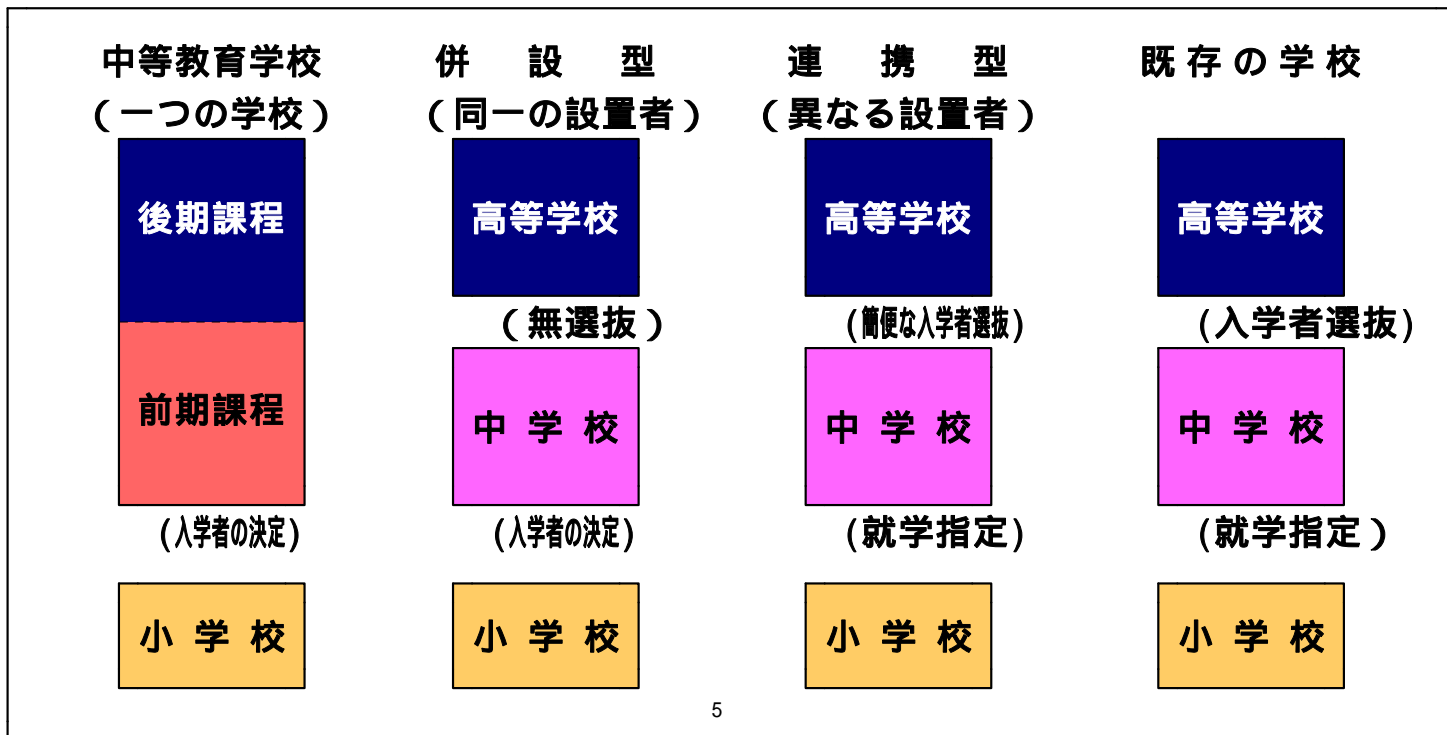 中等教育学校 併設型 連携型 既存の学校
(一つの学校) (同一の設置者) (異なる設置者)
後期課程 高等学校 高等学校 高等学校
(無選抜) (簡便な入学者選抜) (入学者選抜)
前期課程 中学校 中学校 中学校
(入学者の決定) (入学者の決定) (就学指定) (就学指定)
小学校 小学校 小学校 小学校
5